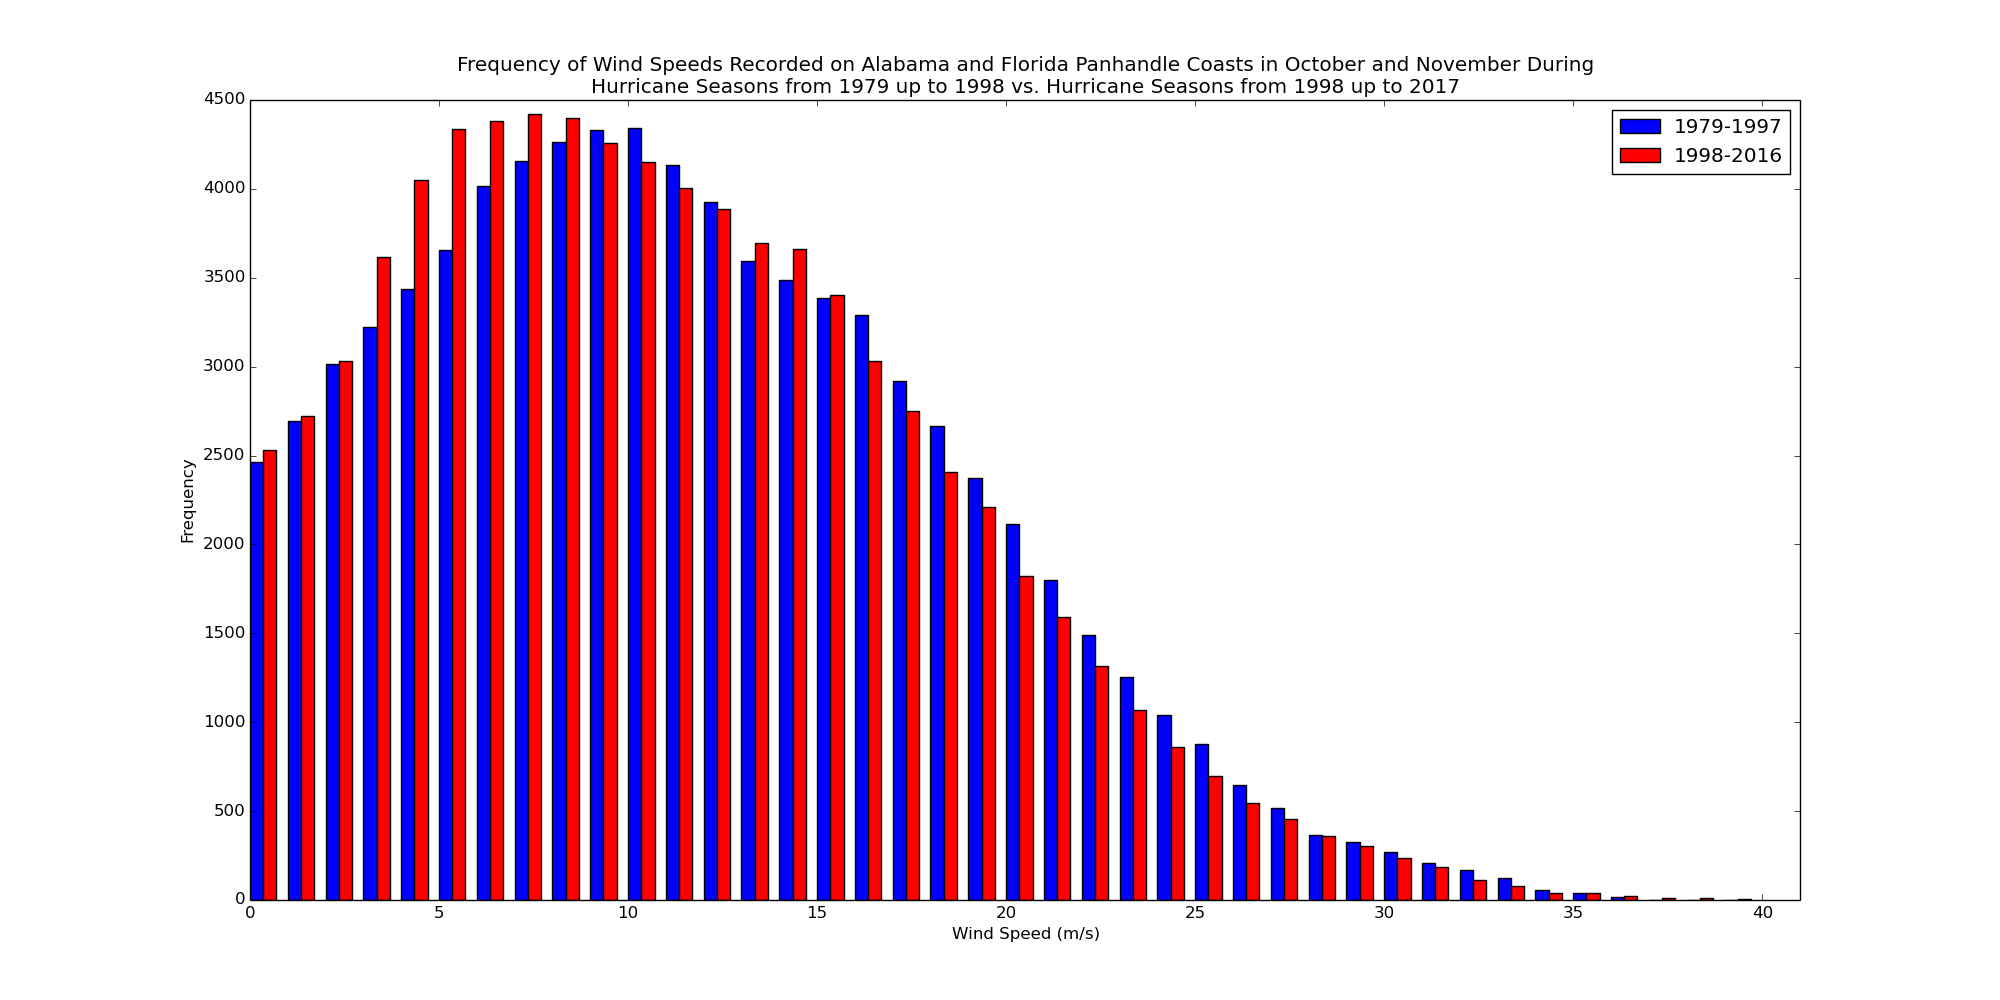 Frequency of Wind Speeds Recorded on Alabama and Florida Panhandle Coasts in October and November During
Hurricane Seasons from 1979 up to 1998 vs. Hurricane Seasons from 1998 up to 2017
1979-1997
1998-2016
Frequency
4500
4000
3500
3000
2500
2000
1500
1000
500
0
0 5 10 15 20 25 30 35 40
Wind Speed (m/s)